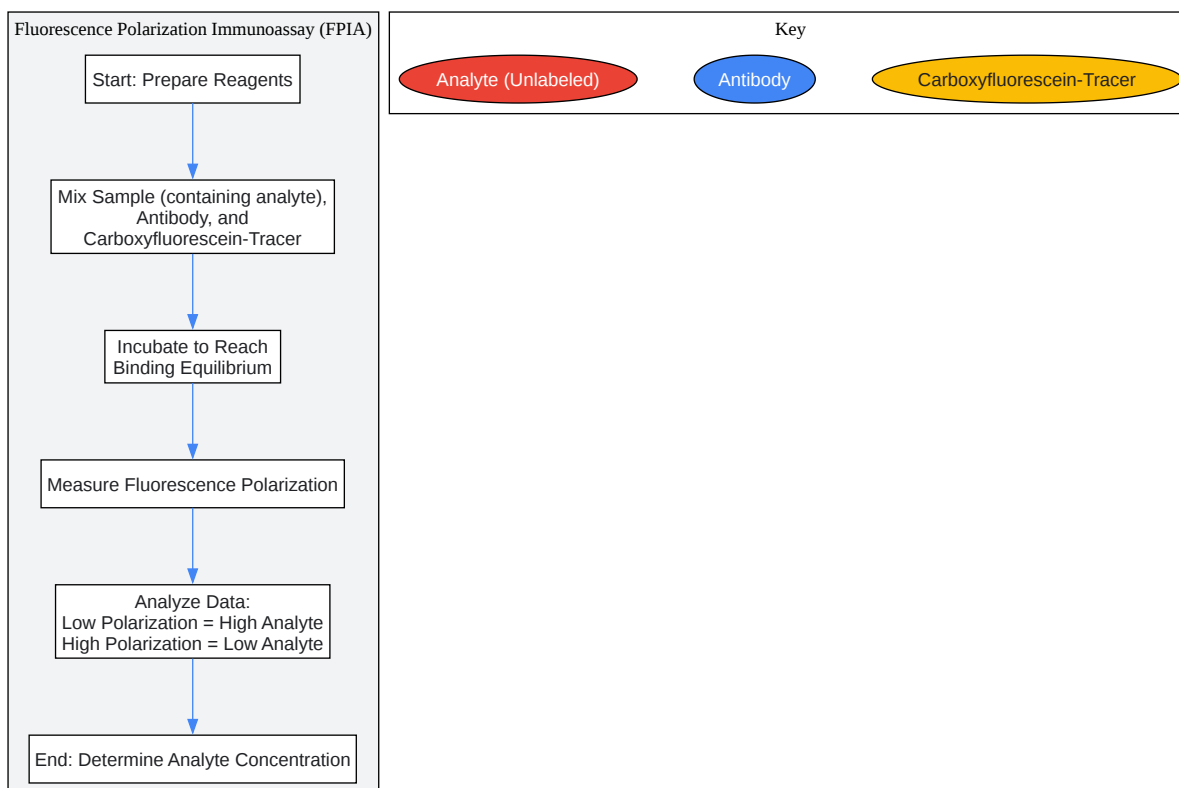 Fluorescence Polarization Immunoassay (FPIA)
Start: Prepare Reagents
Mix Sample (containing analyte),
Antibody, and
Carboxyfluorescein-Tracer
Incubate to Reach
Binding Equilibrium
Measure Fluorescence Polarization
Analyze Data:
Low Polarization = High Analyte
High Polarization = Low Analyte
End: Determine Analyte Concentration
Key
Analyte (Unlabeled)
Antibody
Carboxyfluorescein-Tracer